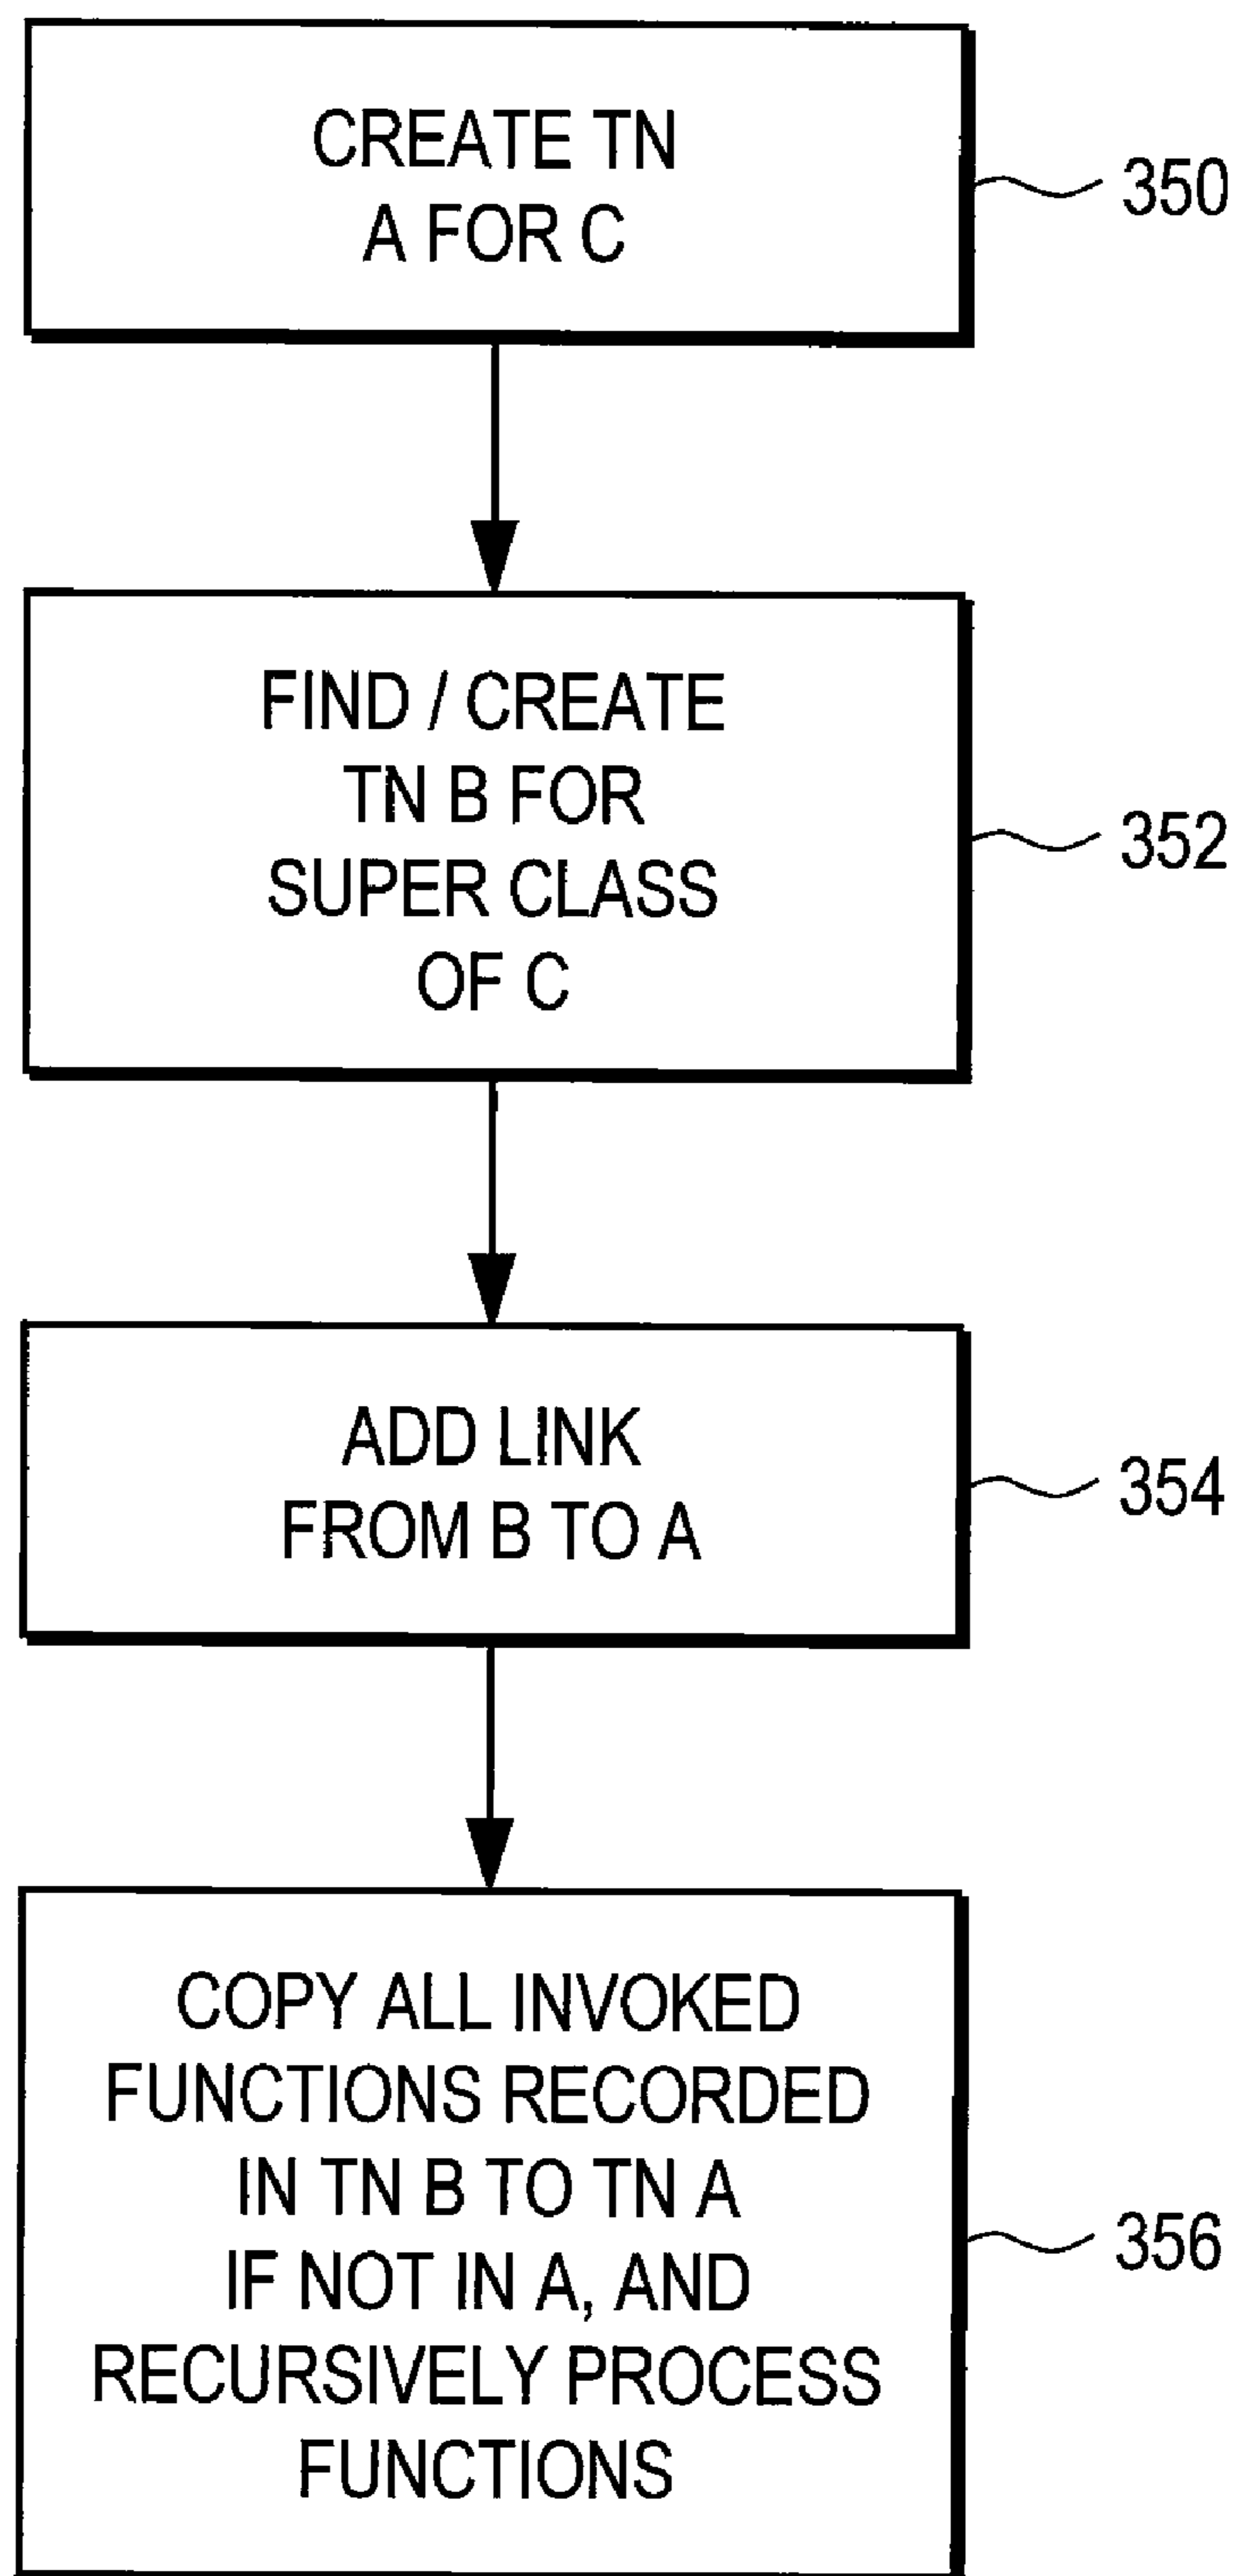 CREATE TN
A FOR C
350
FIND / CREATE
TN B FOR
SUPER CLASS
OF C
352
ADD LINK
FROM B TO A
354
COPY ALL INVOKED
FUNCTIONS RECORDED
IN TN B TO TN A
IF NOT IN A, AND
RECURSIVELY PROCESS
FUNCTIONS
356